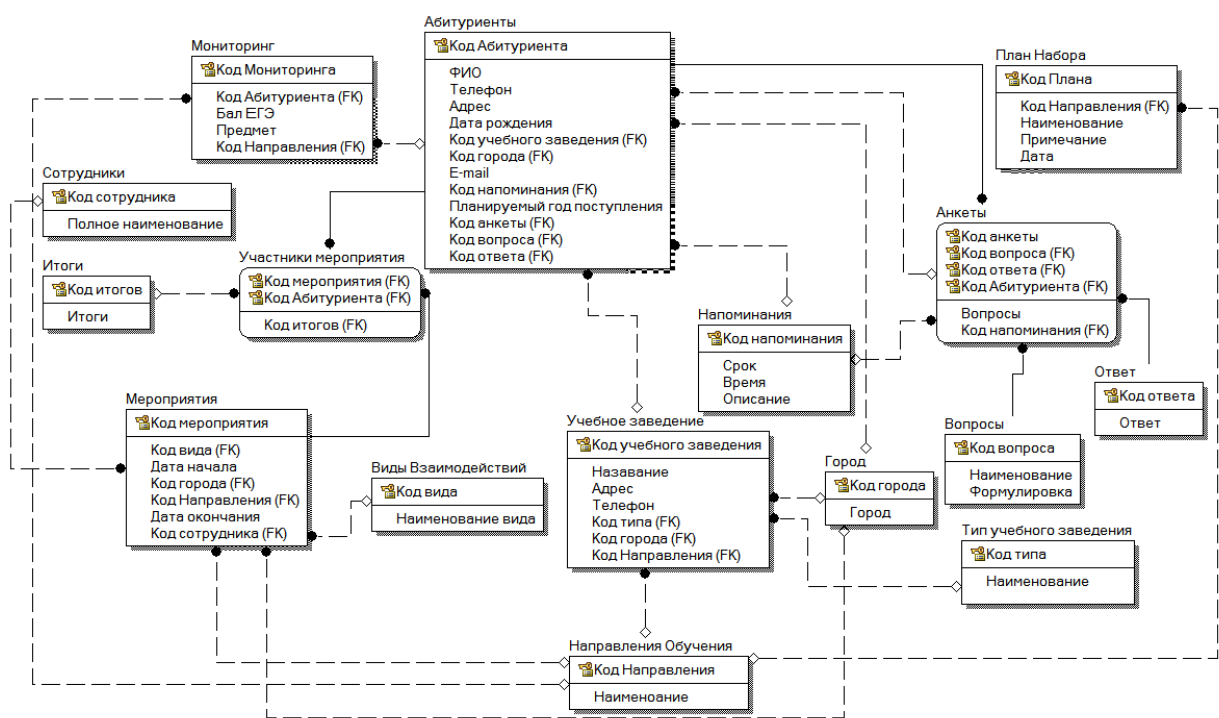 Абитуриенты
Код Абитуриента
ФИО
Телефон
Адрес
Дата рождения
Код учебного заведения (FK)
Код города (FK)
E-mail
Код напоминания (FK)
Планируемый год поступления
Код анкеты (FK)
Код вопроса (FK)
Код ответа (FK)
Мониторинг
Код Мониторинга
Код Абитуриента (FK)
Бал ЕГЭ
Предмет
Код Направления (FK)
План Набора
Код Плана
Код Направления (FK)
Наименование
Примечание
Дата
Сотрудники
Код сотрудника
Полное наименование
Итоги
Код итогов
Итоги
Участники мероприятия
Код мероприятия (FK)
Код Абитуриента (FK)
Код итогов (FK)
Анкеты
Код анкеты
Код вопроса (FK)
Код ответа (FK)
Код Абитуриента (FK)
Вопросы
Код напоминания (FK)
Напоминания
Код напоминания
Срок
Время
Описание
Ответ
Код ответа
Ответ
Мероприятия
Код мероприятия
Код вида (FK)
Дата начала
Код города (FK)
Код Направления (FK)
Дата окончания
Код сотрудника (FK)
Виды Взаимодействий
Код вида
Наименование вида
Учебное заведение
Код учебного заведения
Назавание
Адрес
Телефон
Код типа (FK)
Код города (FK)
Код Направления (FK)
Город
Код города
Город
Вопросы
Код вопроса
Наименование
Формулировка
Тип учебного заведения
Код типа
Наименование
Направления Обучения
Код Направления
Наименоание